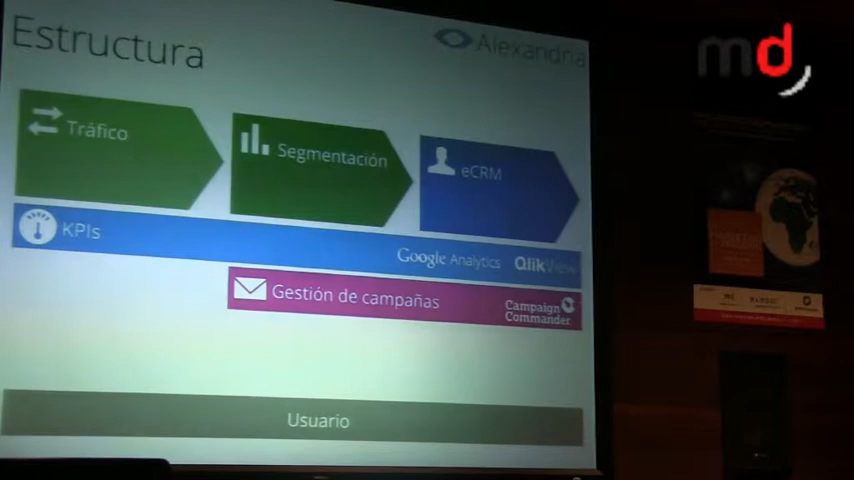 Estructura
Alexandria
md
Tráfico
Segmentación
eCRM
KPIs
Google Analytics
QlikView
Gestión de campañas
Campaign
Commander
Usuario